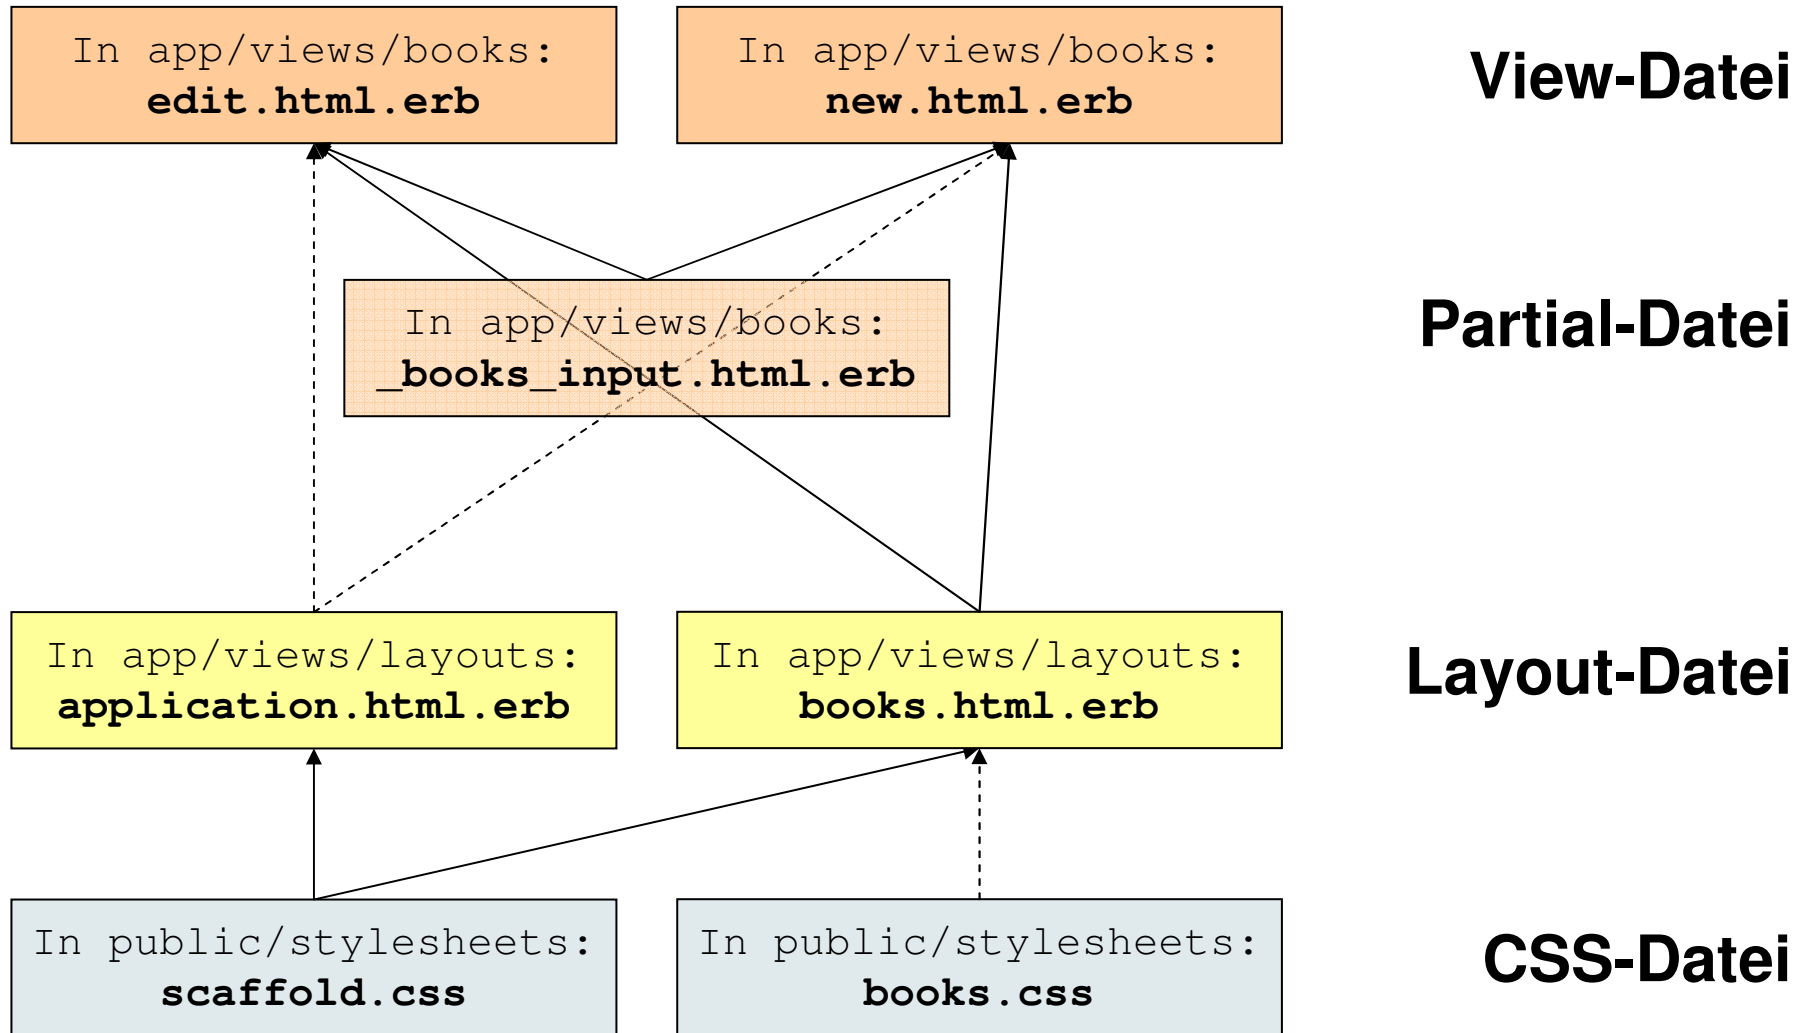 In app/views/books:
edit.html.erb
In app/views/books:
new.html.erb
View-Datei
In app/views/books:
_books_input.html.erb
Partial-Datei
In app/views/layouts:
application.html.erb
In app/views/layouts:
books.html.erb
Layout-Datei
In public/stylesheets:
scaffold.css
In public/stylesheets:
books.css
CSS-Datei